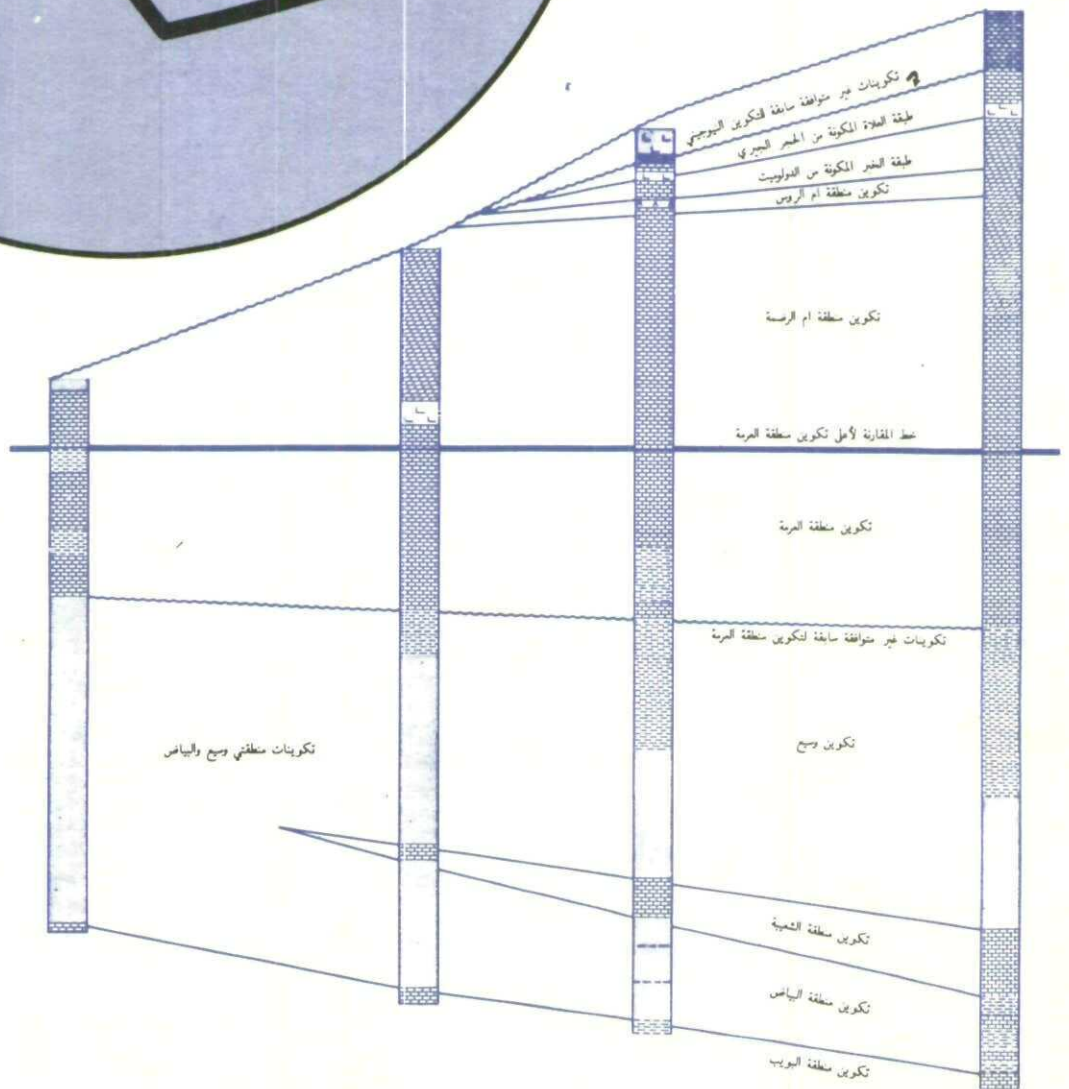 تكوينات غير متوافقة سابقة للتكوين النيوجيني
طبقة العلاة المكونة من الحجر الجيري
طبقة الخبر المكونة من الدولوميت
تكوين منطقة ام الروس
تكوين منطقة ام الرضمة
خط المقارنة لأعلى تكوين منطقة العرمة
تكوين منطقة العرمة
تكوينات غير متوافقة سابقة لتكوين منطقة العرمة
تكوين وسيع
تكوينات منطقتي وسيع والبياض
تكوين منطقة الشعيبة
تكوين منطقة البياض
تكوين منطقة البويب